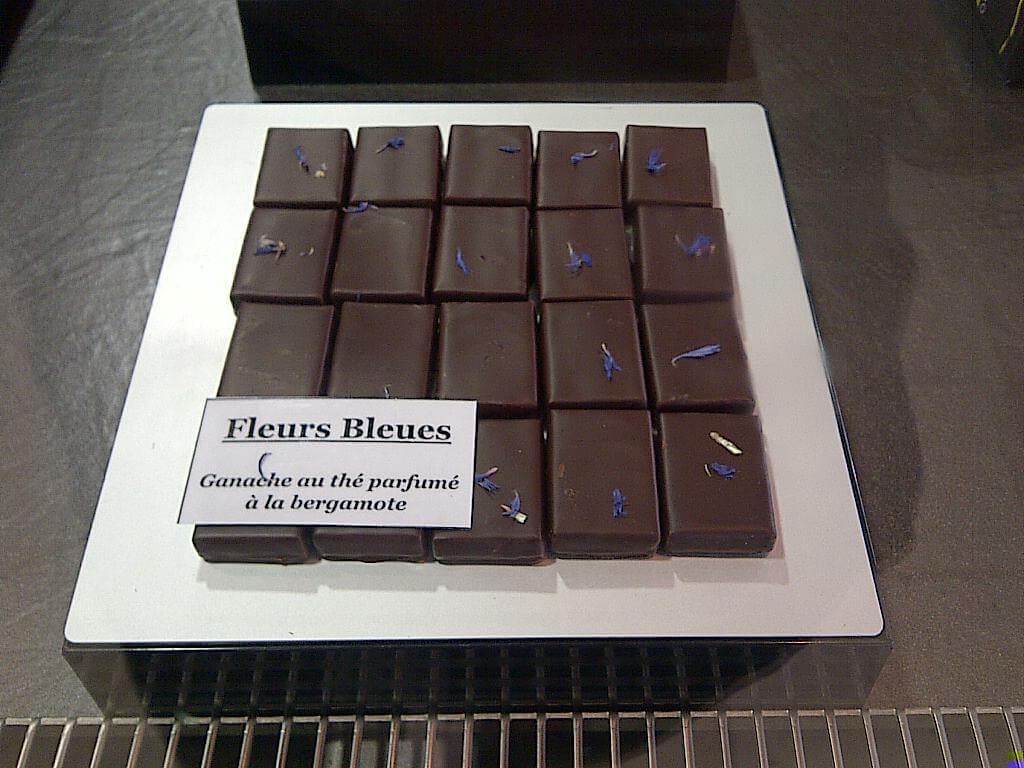 Fleurs Bleues
Ganache au thé parfumé
à la bergamote